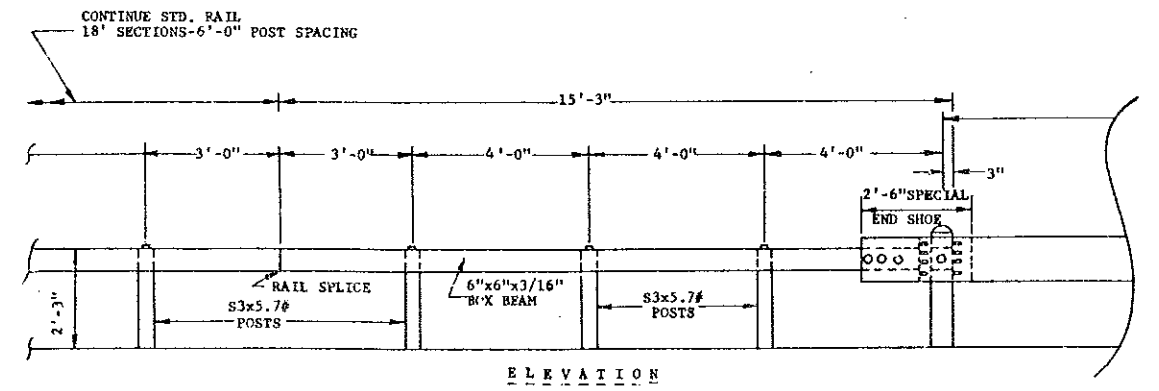 CONTINUE STD. RAIL
18' SECTIONS-6'-0" POST SPACING
15'-3"
3'-0"
3'-0"
4'-0"
4'-0"
4'-0"
3"
2'-6"SPECIAL
END SHOE
RAIL SPLICE
6"x6"x3/16"
BOX BEAM
S3x5.7#
POSTS
S3x5.7#
POSTS
2'-3"
ELEVATION